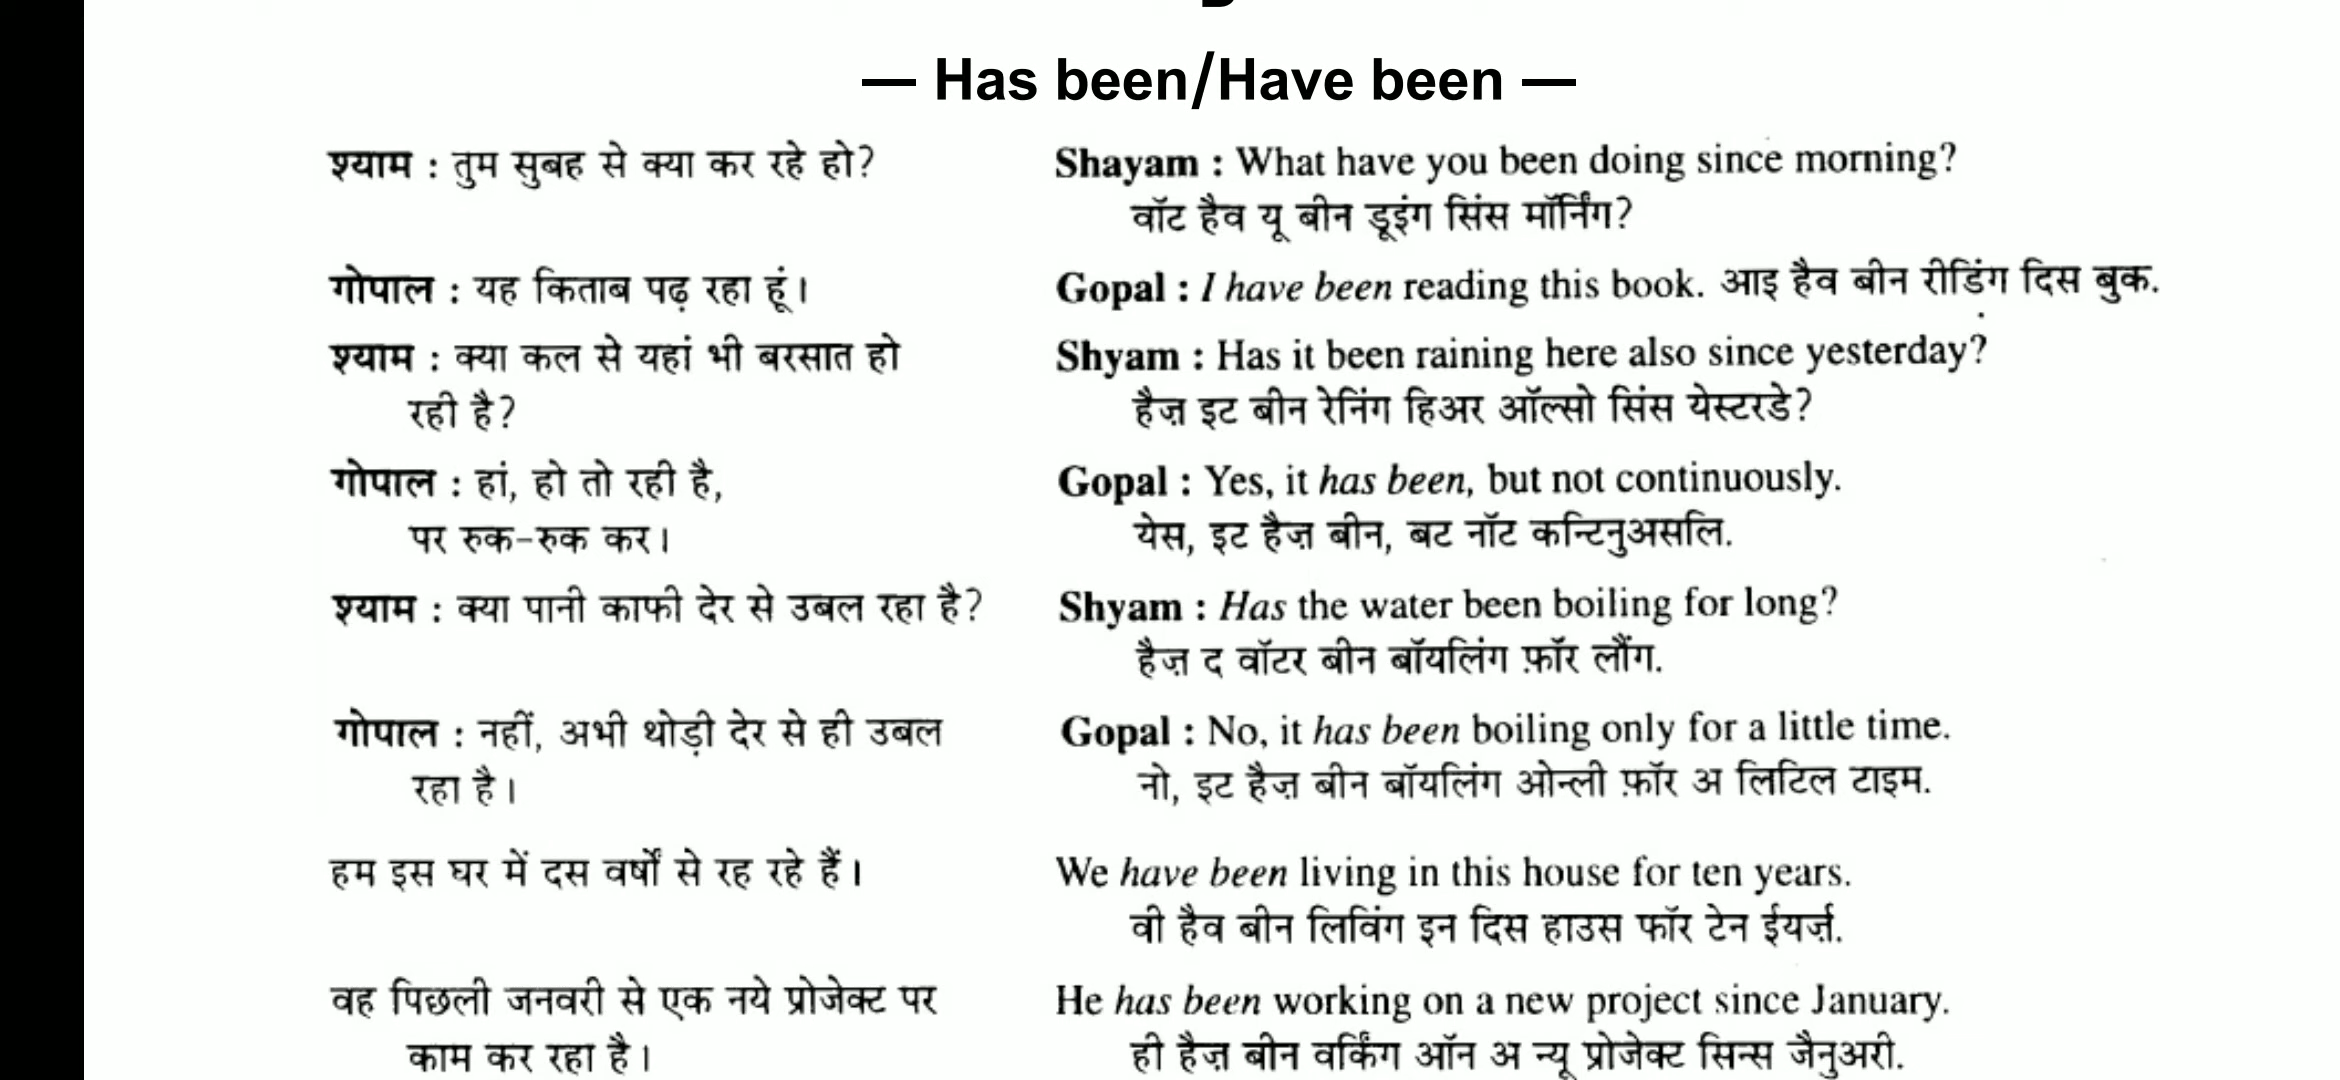 — Has been/Have been —
श्याम : तुम सुबह से क्या कर रहे हो?
Shayam : What have you been doing since morning?
वॉट हैव यू बीन डूइंग सिंस मॉर्निंग?
गोपाल : यह किताब पढ़ रहा हूं।
Gopal : I have been reading this book. आइ हैव बीन रीडिंग दिस बुक.
श्याम : क्या कल से यहां भी बरसात हो
रही है?
Shyam : Has it been raining here also since yesterday?
हैज़ इट बीन रेनिंग हिअर ऑल्सो सिंस येस्टरडे?
गोपाल : हां, हो तो रही है,
पर रुक-रुक कर।
Gopal : Yes, it has been, but not continuously.
येस, इट हैज़ बीन, बट नॉट कन्टिनुअसलि.
श्याम : क्या पानी काफी देर से उबल रहा है?
Shyam : Has the water been boiling for long?
हैज़ द वॉटर बीन बॉयलिंग फ़ॉर लौंग.
गोपाल : नहीं, अभी थोड़ी देर से ही उबल
रहा है।
Gopal : No, it has been boiling only for a little time.
नो, इट हैज़ बीन बॉयलिंग ओन्ली फ़ॉर अ लिटिल टाइम.
हम इस घर में दस वर्षों से रह रहे हैं।
We have been living in this house for ten years.
वी हैव बीन लिविंग इन दिस हाउस फॉर टेन ईयर्ज़.
वह पिछली जनवरी से एक नये प्रोजेक्ट पर
काम कर रहा है।
He has been working on a new project since January.
ही हैज़ बीन वर्किंग ऑन अ न्यू प्रोजेक्ट सिन्स जैनुअरी.